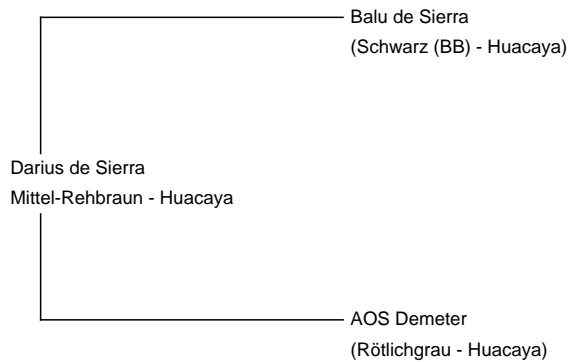 Balu de Sierra
(Schwarz (BB) - Huacaya)
Darius de Sierra
Mittel-Rehbraun - Huacaya
AOS Demeter
(Rötlichgrau - Huacaya)